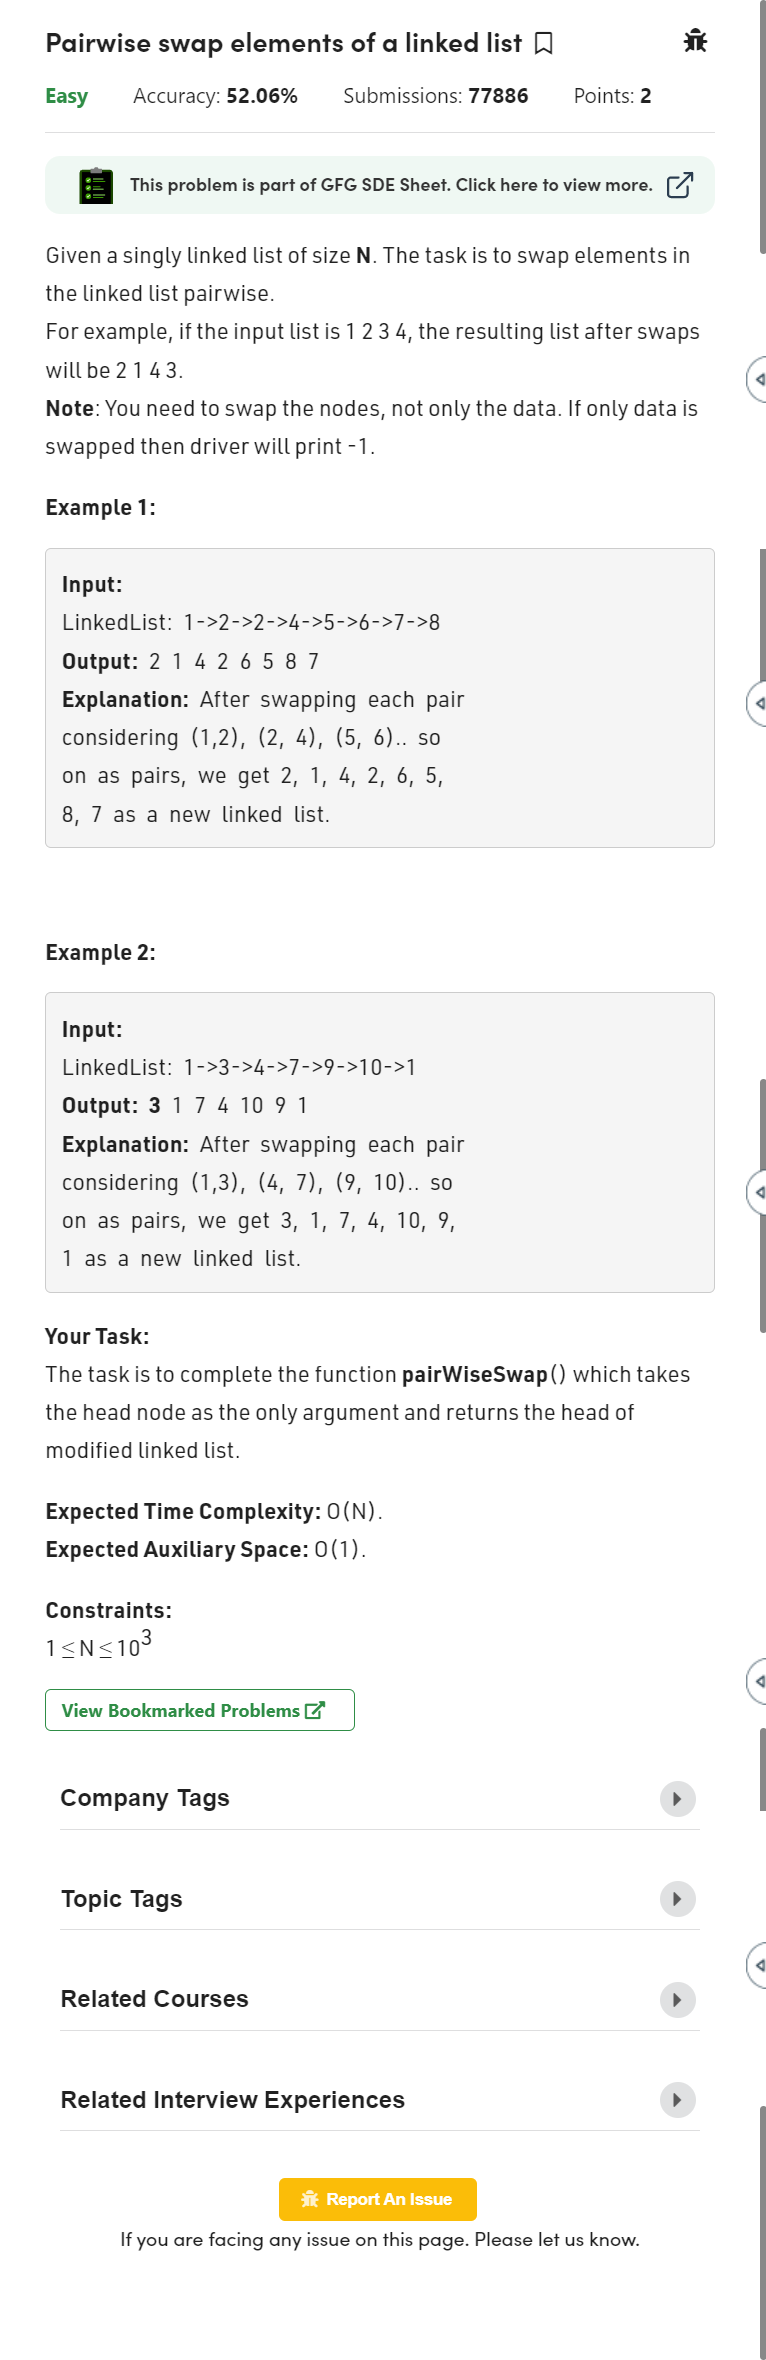 Pairwise swap elements of a linked list
Easy Accuracy: 52.06% Submissions: 77886 Points: 2
This problem is part of GFG SDE Sheet. Click here to view more.
Given a singly linked list of size N. The task is to swap elements in
the linked list pairwise.
For example, if the input list is 1 2 3 4, the resulting list after swaps
will be 2 1 4 3.
Note: You need to swap the nodes, not only the data. If only data is
swapped then driver will print -1.
Example 1:
Input:
LinkedList: 1->2->2->4->5->6->7->8
Output: 2 1 4 2 6 5 8 7
Explanation: After swapping each pair
considering (1,2), (2, 4), (5, 6).. so
on as pairs, we get 2, 1, 4, 2, 6, 5,
8, 7 as a new linked list.
Example 2:
Input:
LinkedList: 1->3->4->7->9->10->1
Output: 3 1 7 4 10 9 1
Explanation: After swapping each pair
considering (1,3), (4, 7), (9, 10).. so
on as pairs, we get 3, 1, 7, 4, 10, 9,
1 as a new linked list.
Your Task:
The task is to complete the function pairWiseSwap() which takes
the head node as the only argument and returns the head of
modified linked list.
Expected Time Complexity: O(N).
Expected Auxiliary Space: O(1).
Constraints:
1 ≤ N ≤ 10³
View Bookmarked Problems
Company Tags
Topic Tags
Related Courses
Related Interview Experiences
Report An Issue
If you are facing any issue on this page. Please let us know.